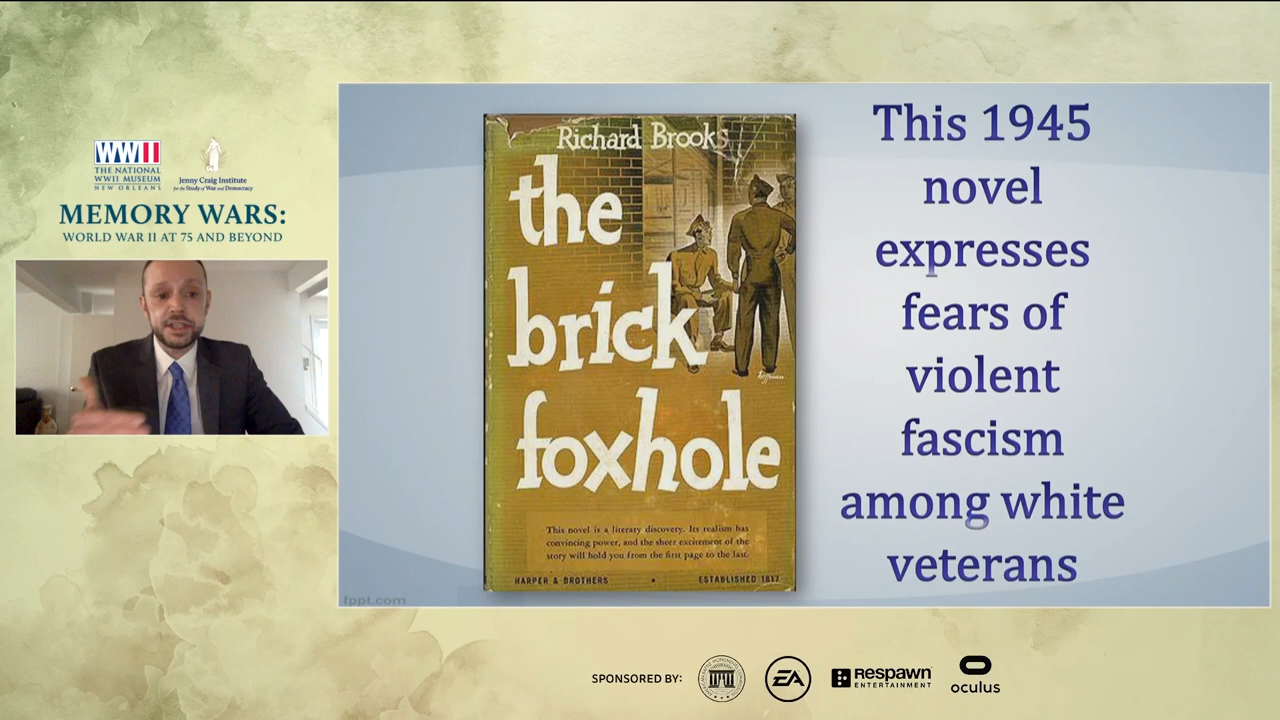 WWII
THE NATIONAL
WWII MUSEUM
NEW ORLEANS
Jenny Craig Institute
for the Study of War and Democracy
MEMORY WARS:
WORLD WAR II AT 75 AND BEYOND
Richard Brooks
the
brick
foxhole
This novel is a literary discovery. Its realism has
convincing power, and the sheer excitement of the
story will hold you from the first page to the last.
HARPER & BROTHERS • ESTABLISHED 1817
This 1945
novel
expresses
fears of
violent
fascism
among white
veterans
fppt.com
SPONSORED BY:
EA
RESPAWN
ENTERTAINMENT
oculus